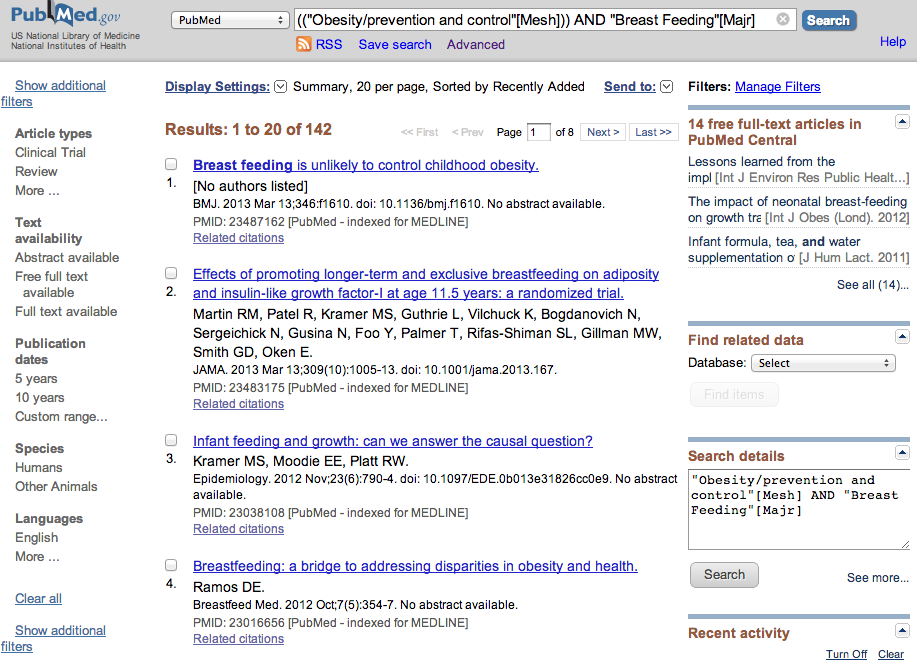 PubMed.gov
US National Library of Medicine
National Institutes of Health
PubMed
(("Obesity/prevention and control"[Mesh])) AND "Breast Feeding"[Majr]
Search
RSS Save search Advanced
Help
Show additional
filters
Article types
Clinical Trial
Review
More ...
Text
availability
Abstract available
Free full text
available
Full text available
Publication
dates
5 years
10 years
Custom range...
Species
Humans
Other Animals
Languages
English
More ...
Clear all
Show additional
filters
Display Settings: Summary, 20 per page, Sorted by Recently Added Send to:
Results: 1 to 20 of 142
<< First < Prev Page 1 of 8 Next > Last >>
Breast feeding is unlikely to control childhood obesity.
1. [No authors listed]
BMJ. 2013 Mar 13;346:f1610. doi: 10.1136/bmj.f1610. No abstract available.
PMID: 23487162 [PubMed - indexed for MEDLINE]
Related citations
Effects of promoting longer-term and exclusive breastfeeding on adiposity
2. and insulin-like growth factor-I at age 11.5 years: a randomized trial.
Martin RM, Patel R, Kramer MS, Guthrie L, Vilchuck K, Bogdanovich N,
Sergeichick N, Gusina N, Foo Y, Palmer T, Rifas-Shiman SL, Gillman MW,
Smith GD, Oken E.
JAMA. 2013 Mar 13;309(10):1005-13. doi: 10.1001/jama.2013.167.
PMID: 23483175 [PubMed - indexed for MEDLINE]
Related citations
Infant feeding and growth: can we answer the causal question?
3. Kramer MS, Moodie EE, Platt RW.
Epidemiology. 2012 Nov;23(6):790-4. doi: 10.1097/EDE.0b013e31826cc0e9. No abstract
available.
PMID: 23038108 [PubMed - indexed for MEDLINE]
Related citations
Breastfeeding: a bridge to addressing disparities in obesity and health.
4. Ramos DE.
Breastfeed Med. 2012 Oct;7(5):354-7. No abstract available.
PMID: 23016656 [PubMed - indexed for MEDLINE]
Related citations
Filters: Manage Filters
14 free full-text articles in
PubMed Central
Lessons learned from the
impl [Int J Environ Res Public Healt...]
The impact of neonatal breast-feeding
on growth tra [Int J Obes (Lond). 2012]
Infant formula, tea, and water
supplementation o [J Hum Lact. 2011]
See all (14)...
Find related data
Database: Select
Find items
Search details
"Obesity/prevention and
control"[Mesh] AND "Breast
Feeding"[Majr]
Search
See more...
Recent activity
Turn Off Clear